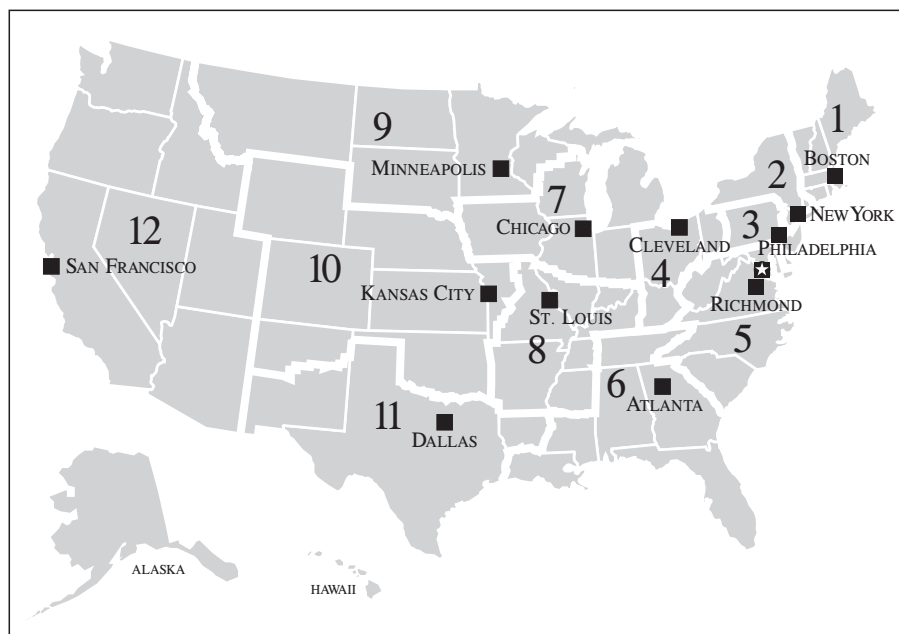 1
9
BOSTON
MINNEAPOLIS
2
7
NEW YORK
3
CHICAGO
12
CLEVELAND
PHILADELPHIA
10
4
SAN FRANCISCO
KANSAS CITY
RICHMOND
ST. LOUIS
5
8
6
ATLANTA
11
DALLAS
ALASKA
HAWAII